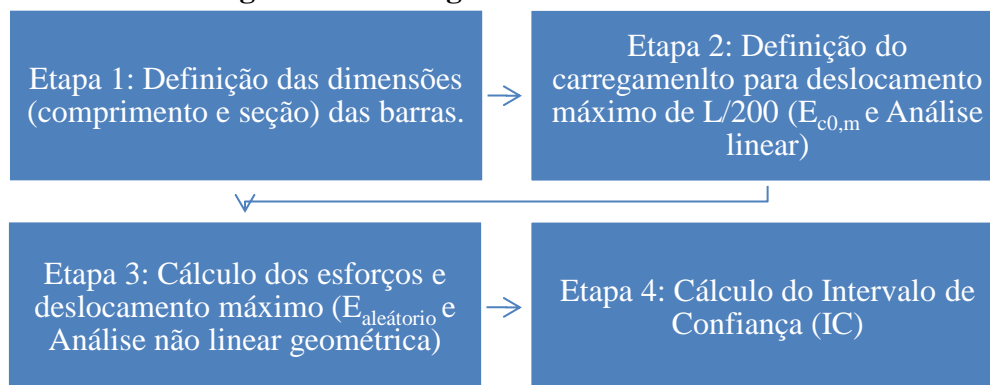 Etapa 1: Definição das dimensões
(comprimento e seção) das barras.
Etapa 2: Definição do
carregamenlto para deslocamento
máximo de L/200 (Ec0,m e Análise
linear)
Etapa 3: Cálculo dos esforços e
deslocamento máximo (Ealeátorio e
Análise não linear geométrica)
Etapa 4: Cálculo do Intervalo de
Confiança (IC)